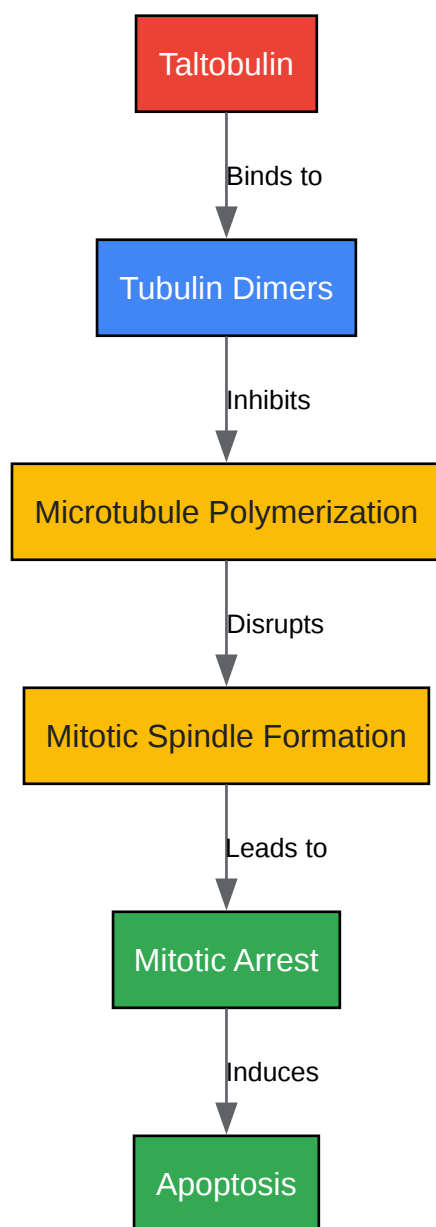 Taltobulin
Binds to
Tubulin Dimers
Inhibits
Microtubule Polymerization
Disrupts
Mitotic Spindle Formation
Leads to
Mitotic Arrest
Induces
Apoptosis